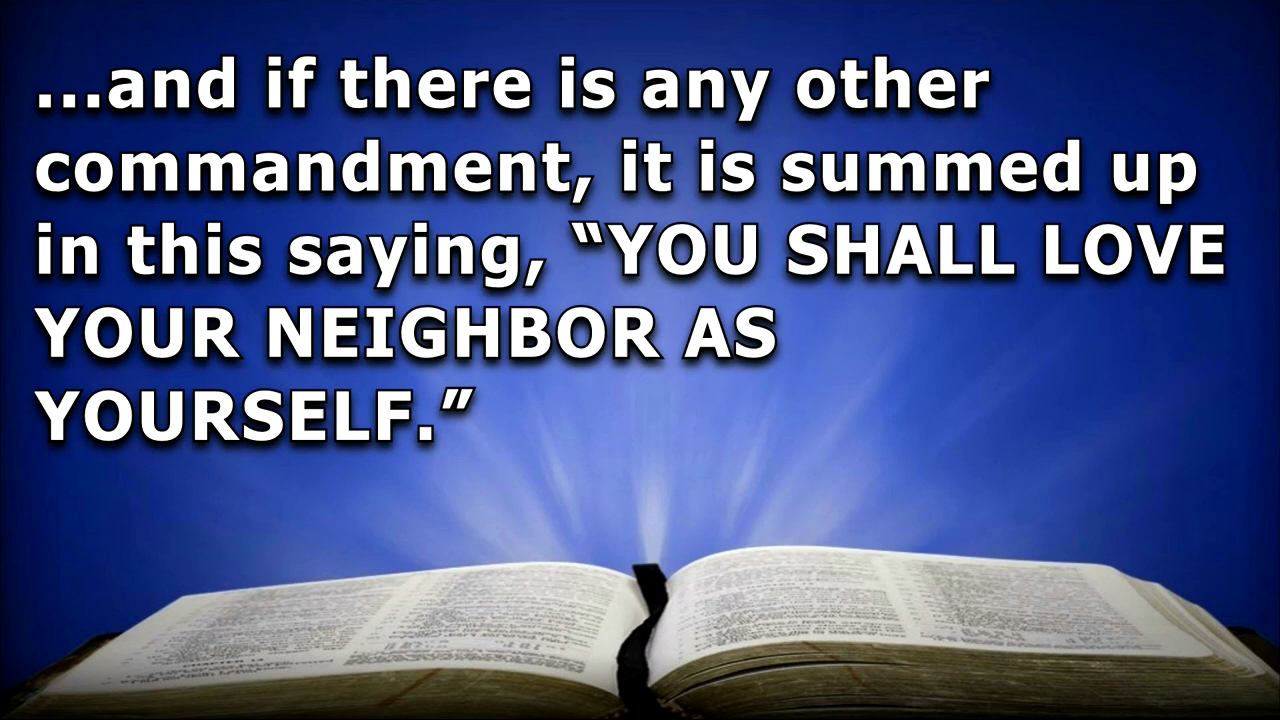 ...and if there is any other
commandment, it is summed up
in this saying, “YOU SHALL LOVE
YOUR NEIGHBOR AS
YOURSELF.”